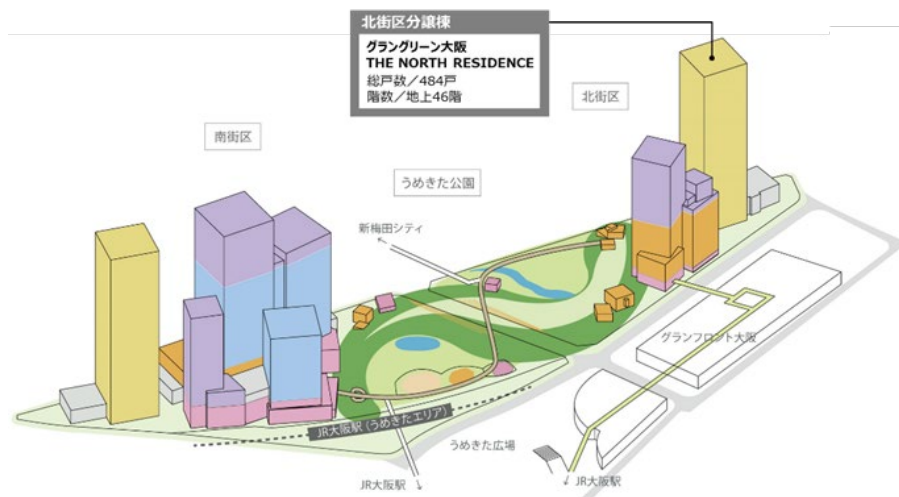 北街区分譲棟
グラングリーン大阪
THE NORTH RESIDENCE
総戸数／484戸
階数／地上46階
北街区
南街区
うめきた公園
新梅田シティ
グランフロント大阪
JR大阪駅（うめきたエリア）
うめきた広場
JR大阪駅
JR大阪駅